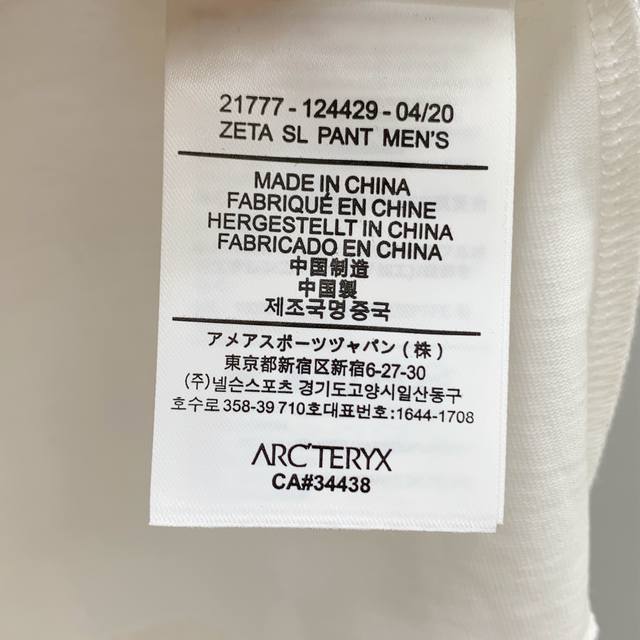 21777 - 124429 - 04/20
ZETA SL PANT MEN'S
MADE IN CHINA
FABRIQUÉ EN CHINE
HERGESTELLT IN CHINA
FABRICADO EN CHINA
中国制造
中国製
제조국명 중국
アメアスポーツヅャパン ( 株 )
東京都新宿区新宿6-27-30
(주)넬슨스포츠 경기도고양시일산동구
호수로 358-39 710호대표번호:1644-1708
ARC'TERYX
CA#34438